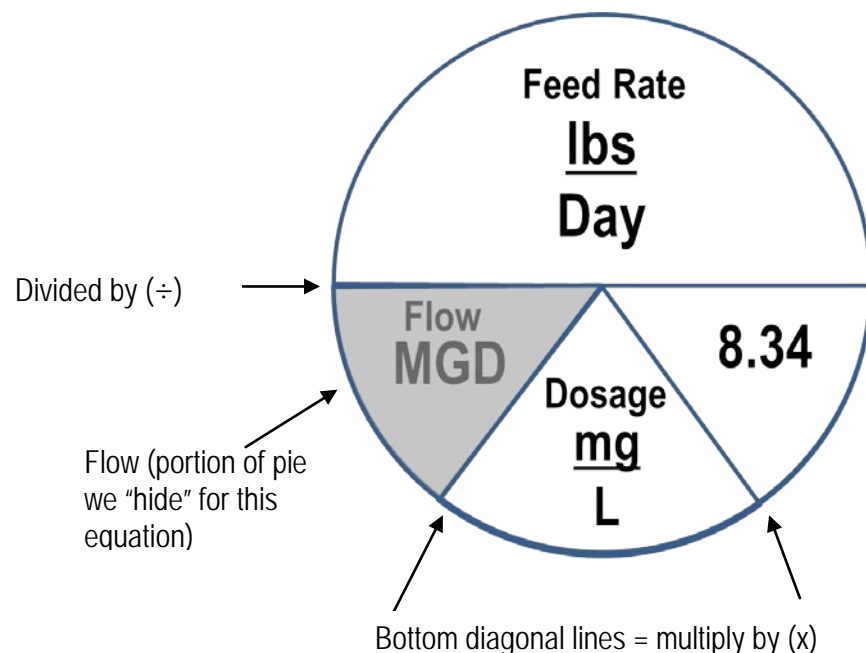 Feed Rate
lbs
Day
Divided by (÷)
Flow
MGD
8.34
Dosage
mg
L
Flow (portion of pie
we “hide” for this
equation)
Bottom diagonal lines = multiply by (x)